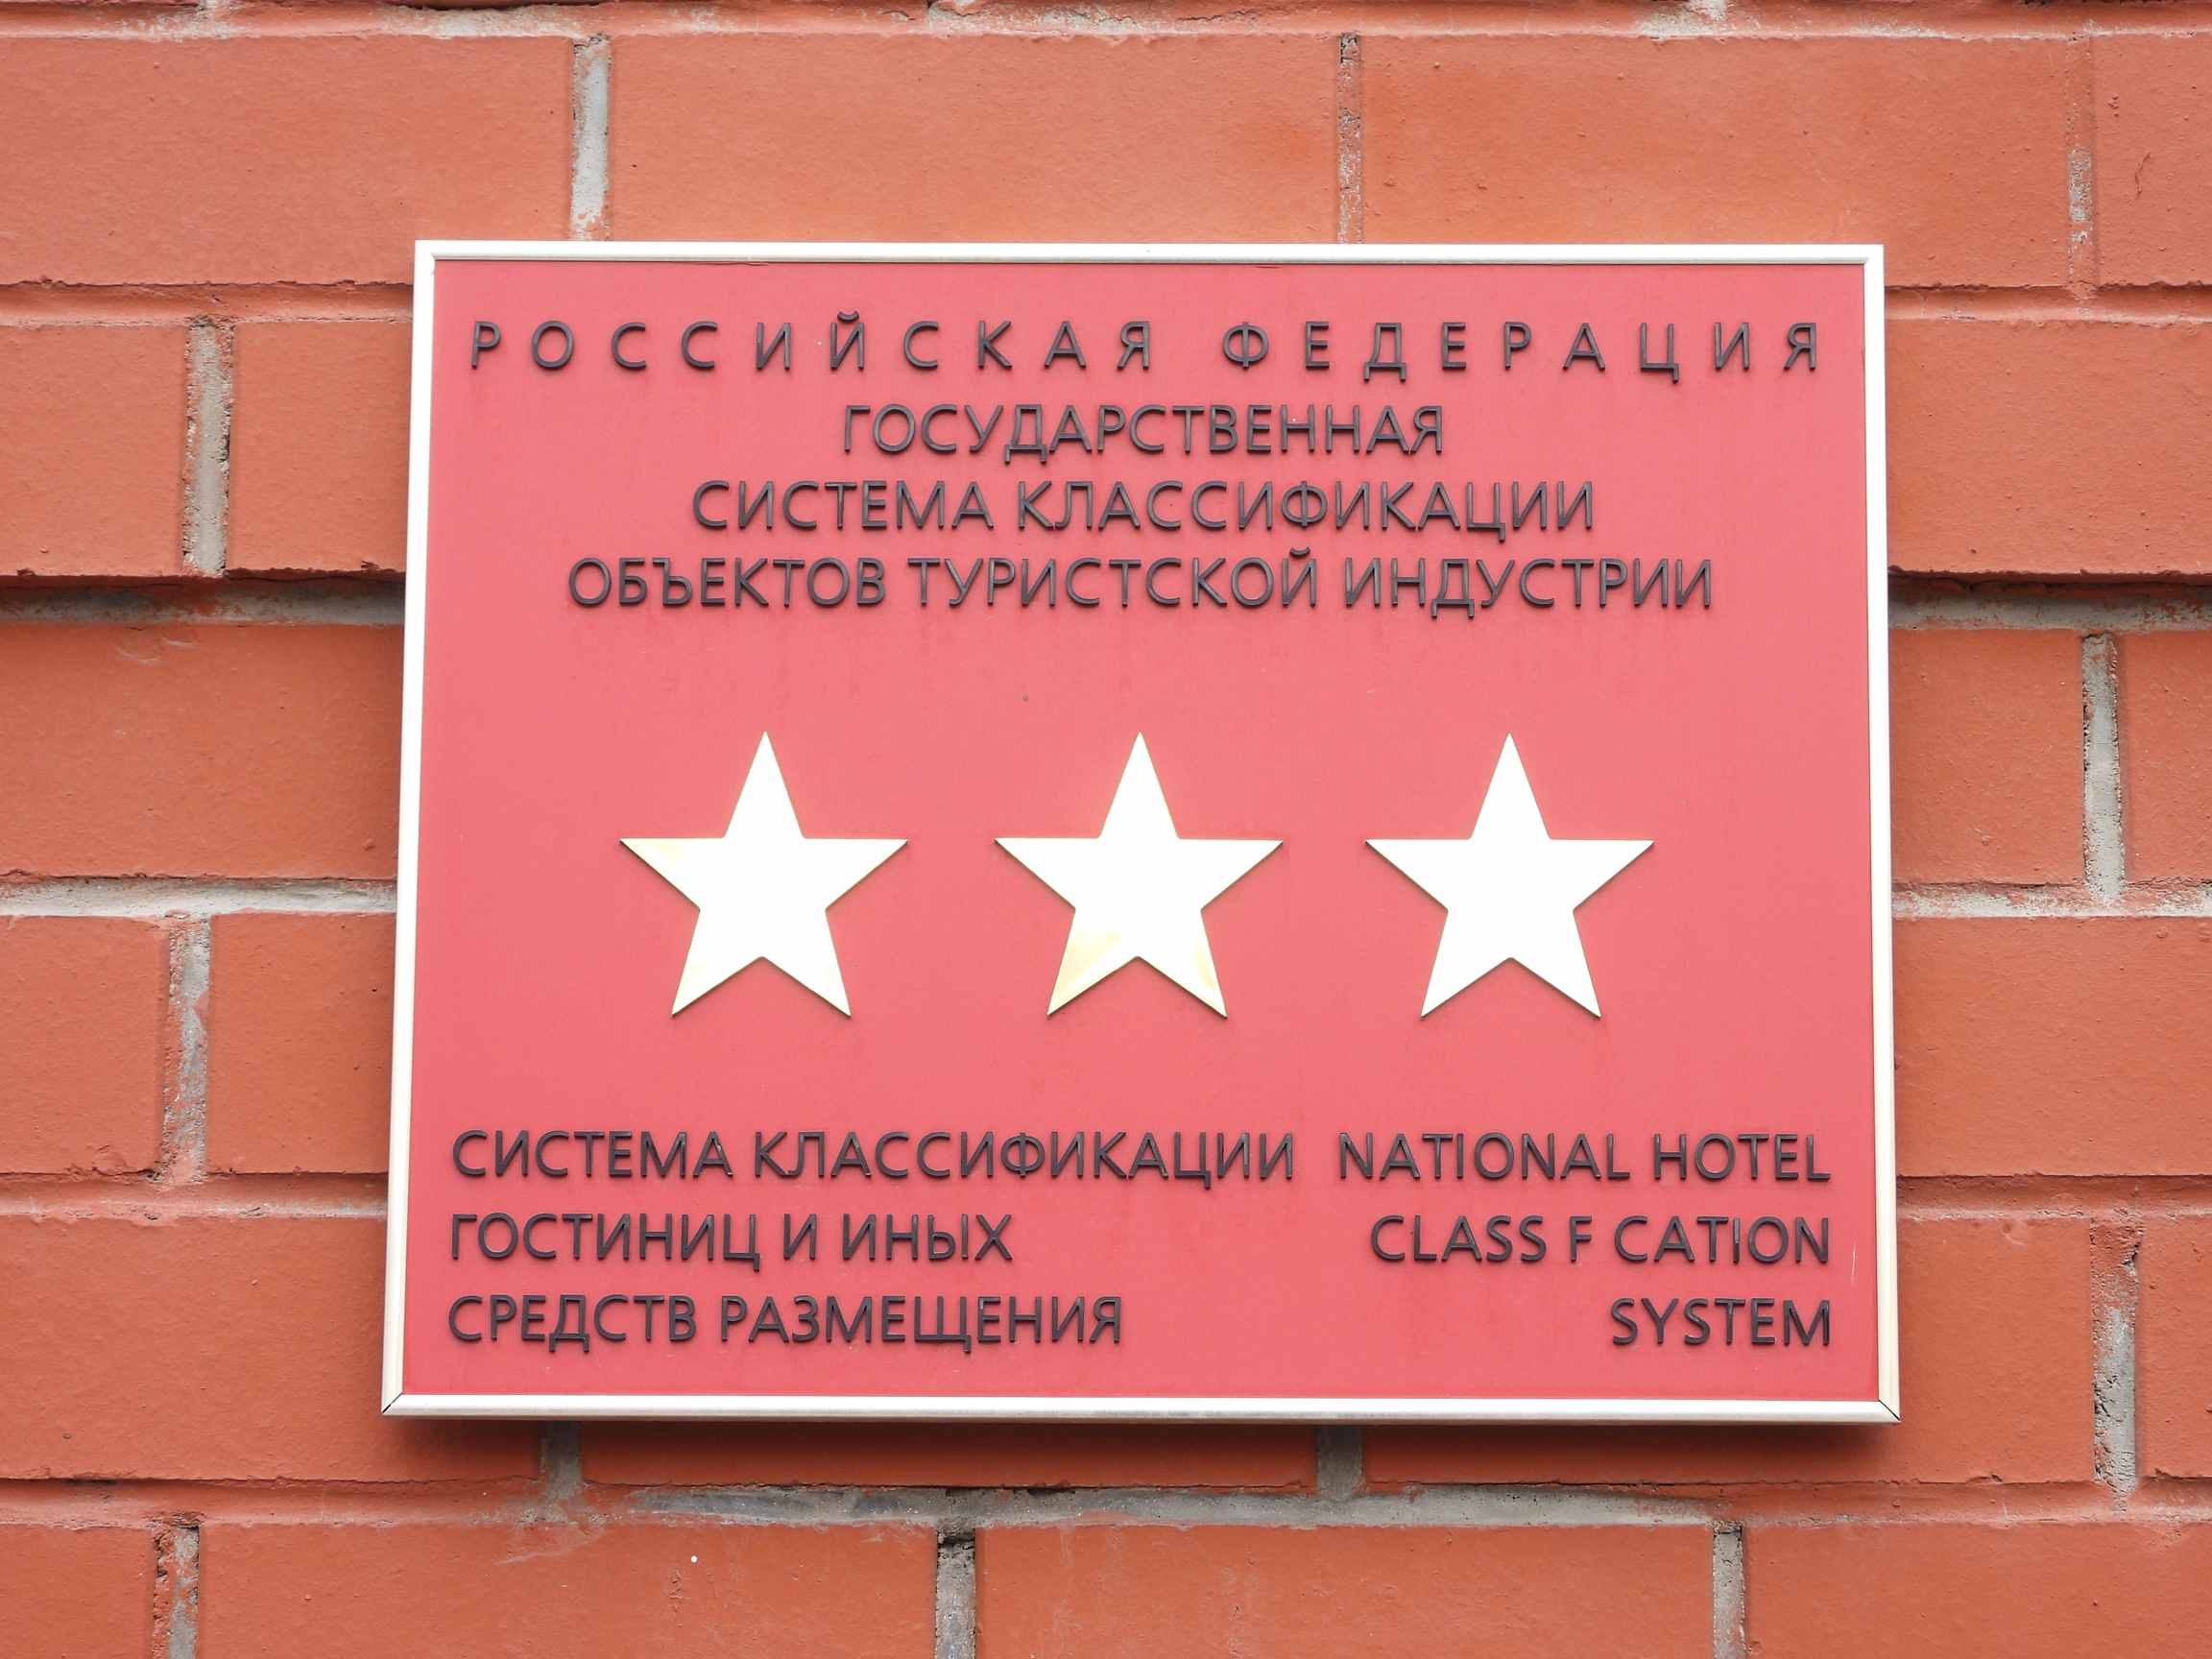 РОССИЙСКАЯ ФЕДЕРАЦИЯ
ГОСУДАРСТВЕННАЯ
СИСТЕМА КЛАССИФИКАЦИИ
ОБЪЕКТОВ ТУРИСТСКОЙ ИНДУСТРИИ
СИСТЕМА КЛАССИФИКАЦИИ NATIONAL HOTEL
ГОСТИНИЦ И ИНЫХ CLASS F CATION
СРЕДСТВ РАЗМЕЩЕНИЯ SYSTEM